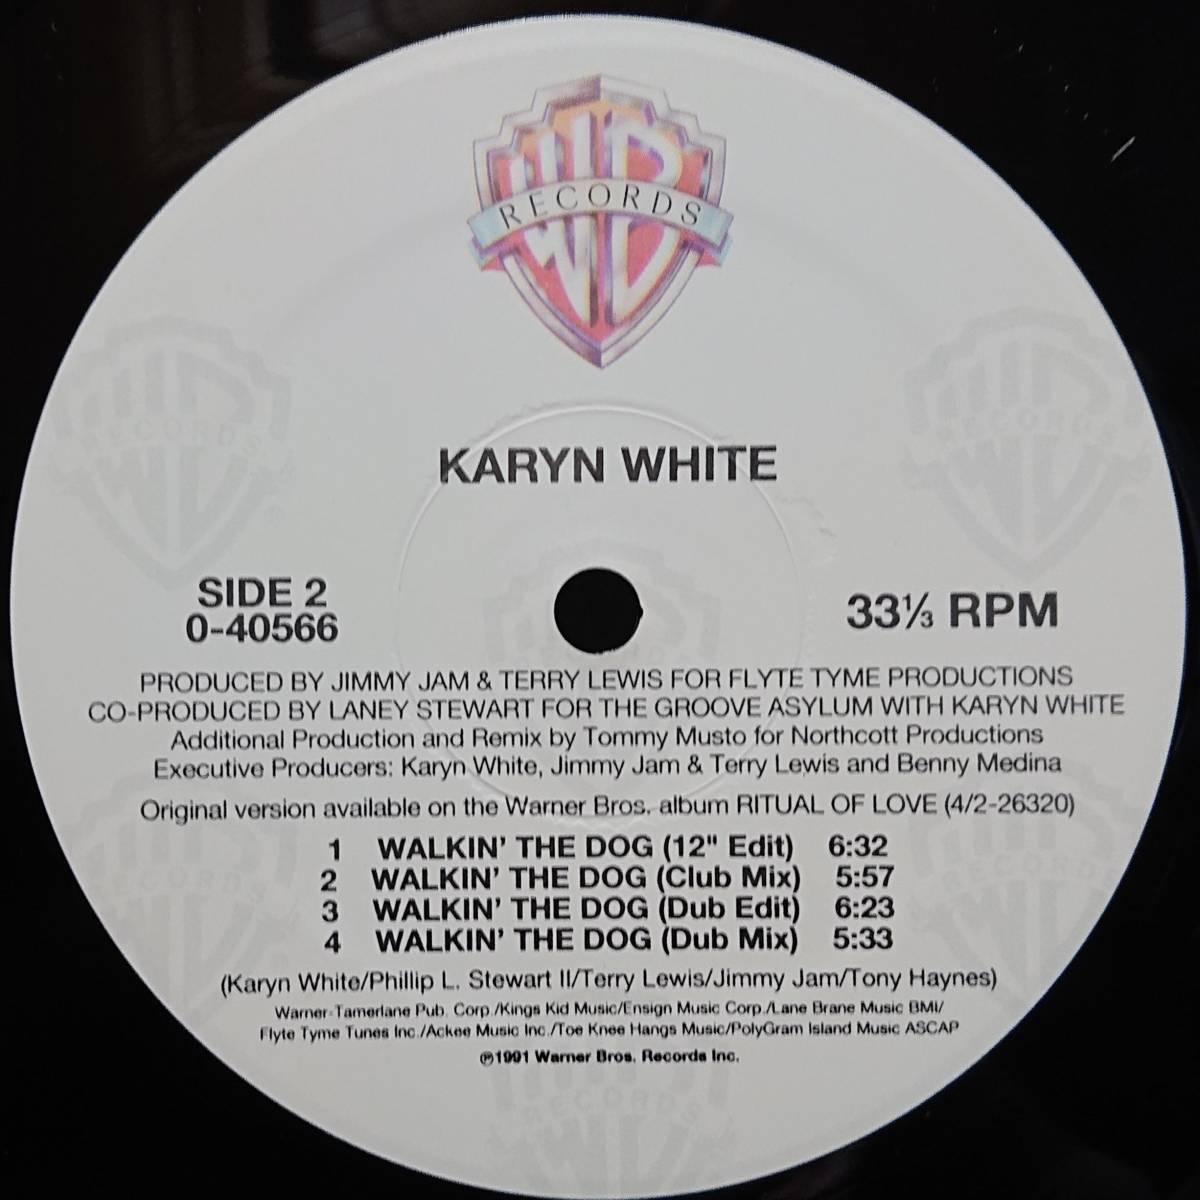 RECORDS
KARYN WHITE
SIDE 2
0-40566
33⅓ RPM
PRODUCED BY JIMMY JAM & TERRY LEWIS FOR FLYTE TYME PRODUCTIONS
CO-PRODUCED BY LANEY STEWART FOR THE GROOVE ASYLUM WITH KARYN WHITE
Additional Production and Remix by Tommy Musto for Northcott Productions
Executive Producers: Karyn White, Jimmy Jam & Terry Lewis and Benny Medina
Original version available on the Warner Bros. album RITUAL OF LOVE (4/2-26320)
1 WALKIN' THE DOG (12" Edit) 6:32
2 WALKIN' THE DOG (Club Mix) 5:57
3 WALKIN' THE DOG (Dub Edit) 6:23
4 WALKIN' THE DOG (Dub Mix) 5:33
(Karyn White/Phillip L. Stewart II/Terry Lewis/Jimmy Jam/Tony Haynes)
Warner-Tamerlane Pub. Corp./Kings Kid Music/Ensign Music Corp./Lane Brane Music BMI/
Flyte Tyme Tunes Inc./Ackee Music Inc./Toe Knee Hangs Music/PolyGram Island Music ASCAP
℗1991 Warner Bros. Records Inc.